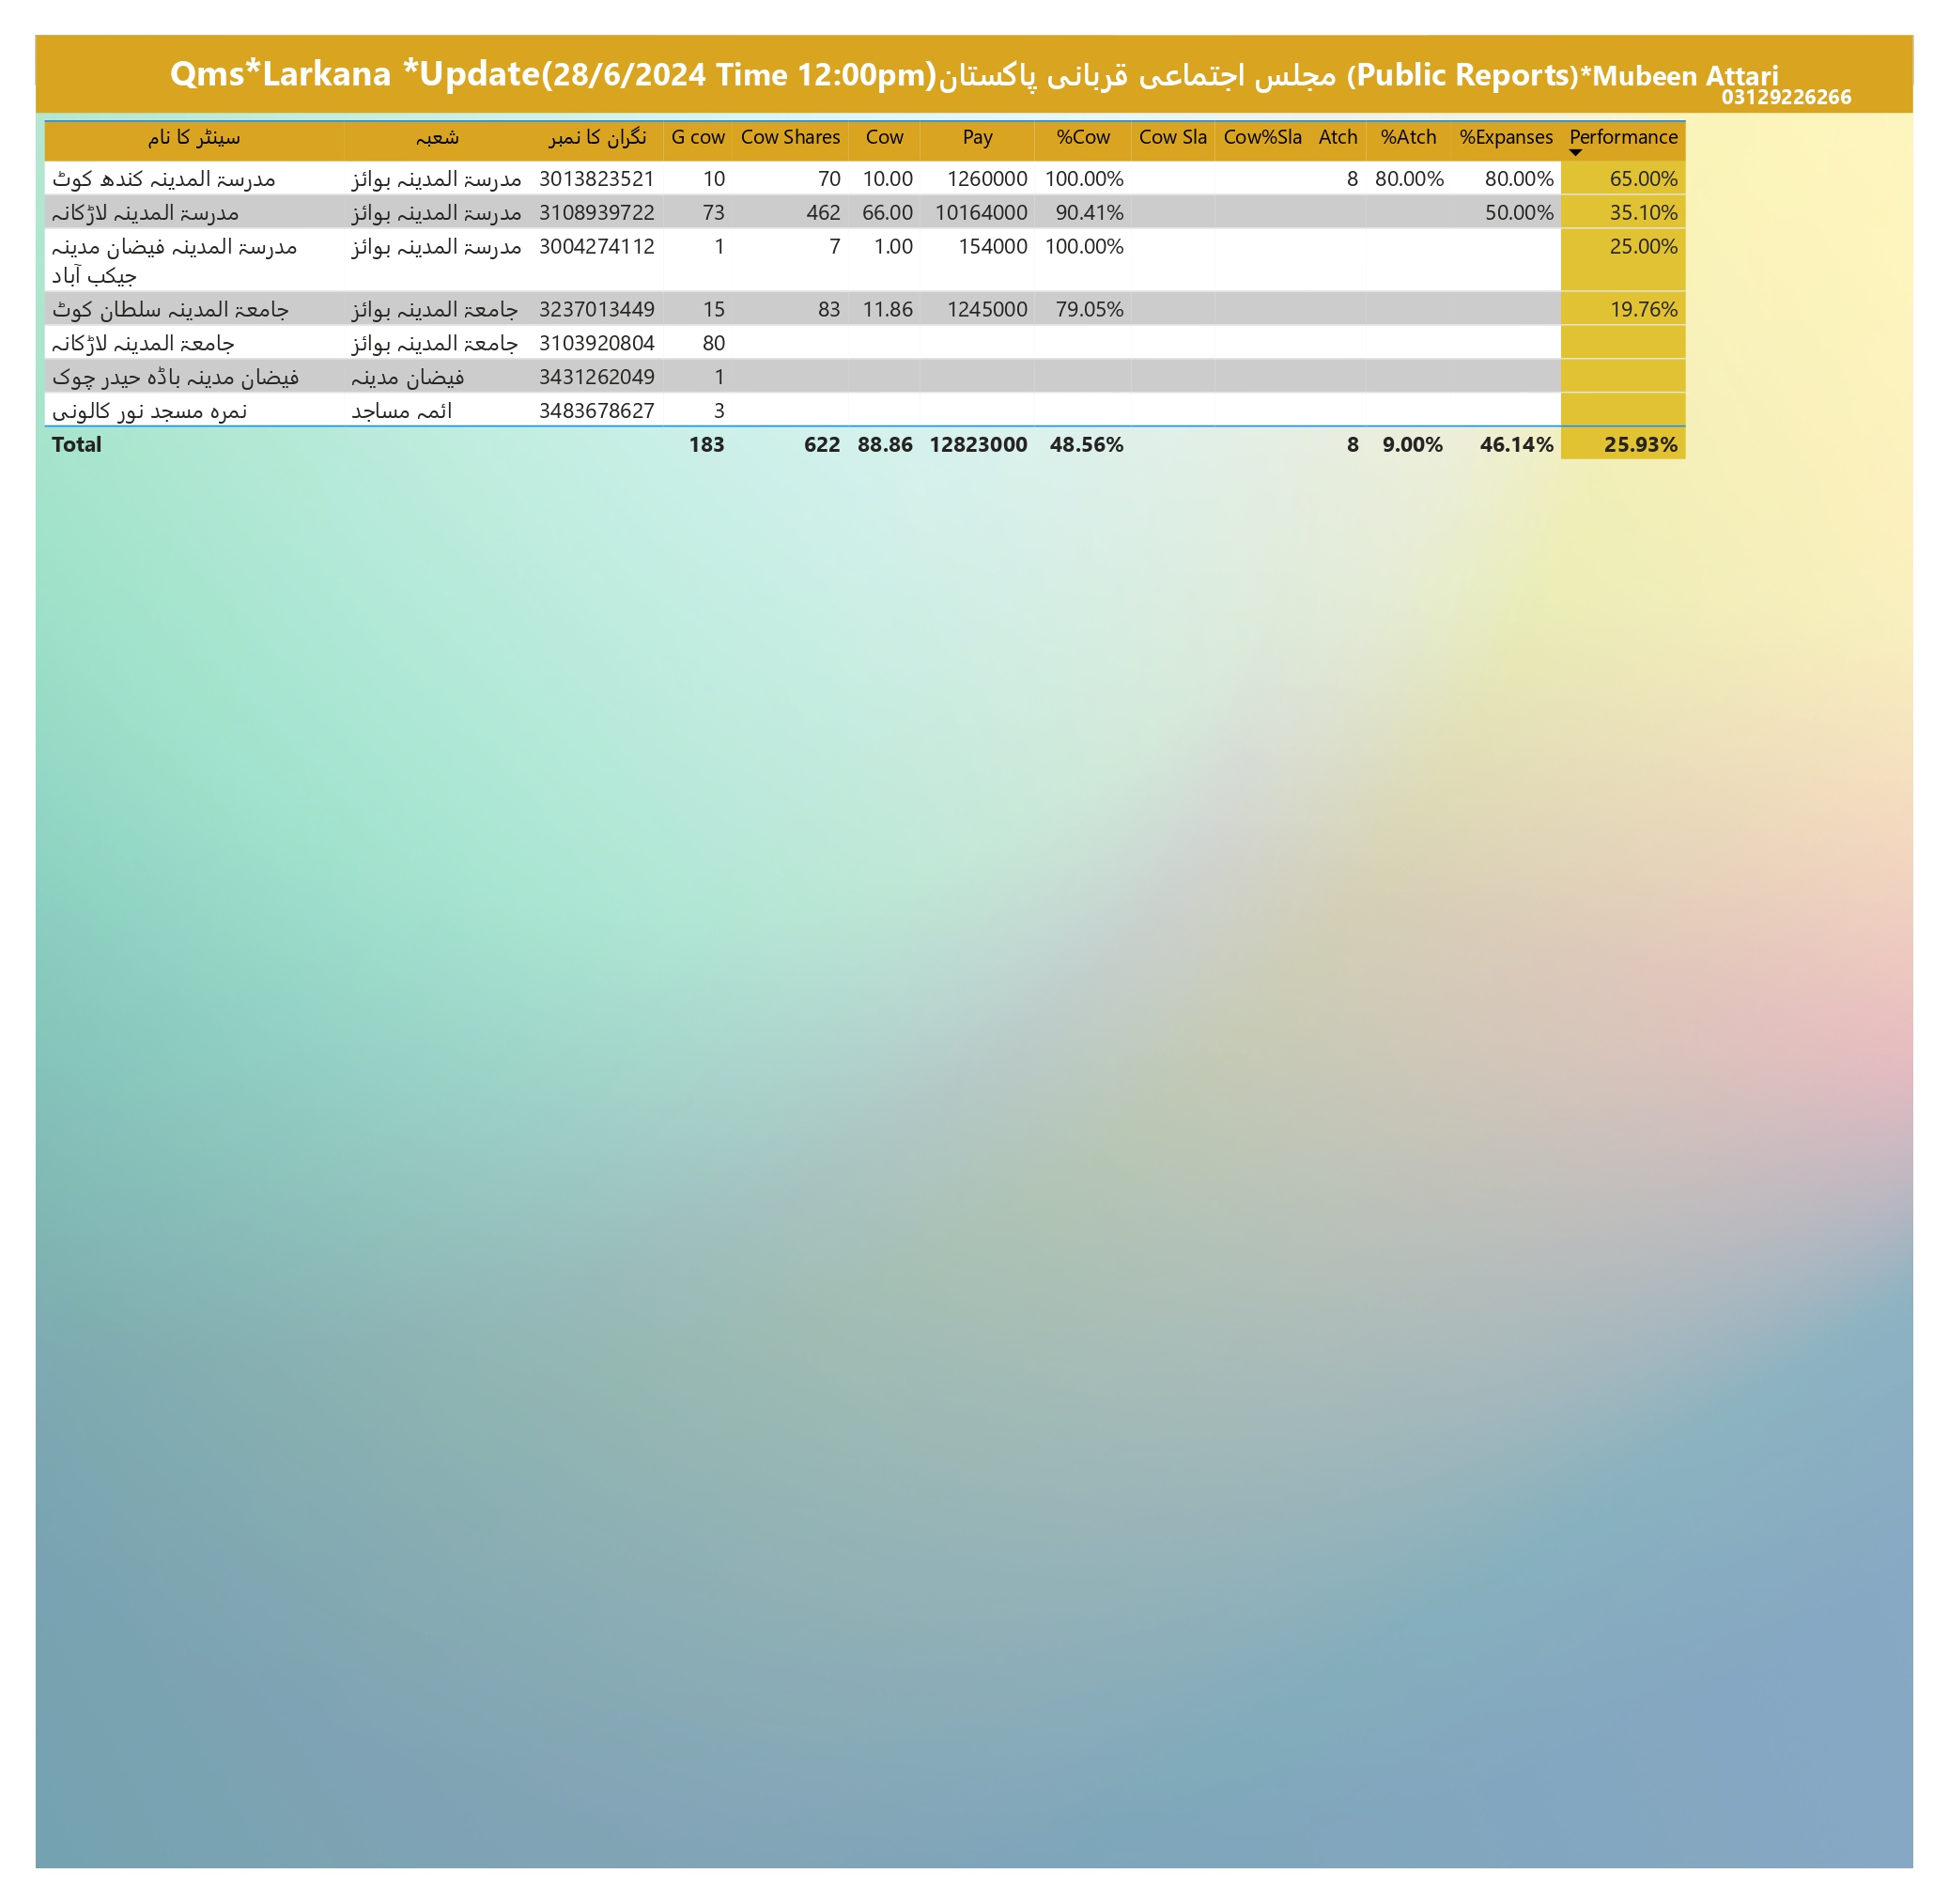 Qms*Larkana *Update(28/6/2024 Time 12:00pm)مجلس اجتماعی قربانی پاکستان (Public Reports)*Mubeen Attari
03129226266
سینٹر کا نام شعبہ نگران کا نمبر G cow Cow Shares Cow Pay %Cow Cow Sla Cow%Sla Atch %Atch %Expanses Performance
مدرسۃ المدینہ کندھ کوٹ مدرسۃ المدینہ بوائز 3013823521 10 70 10.00 1260000 100.00% 8 80.00% 80.00% 65.00%
مدرسۃ المدینہ لاڑکانہ مدرسۃ المدینہ بوائز 3108939722 73 462 66.00 10164000 90.41% 50.00% 35.10%
مدرسۃ المدینہ فیضان مدینہ مدرسۃ المدینہ بوائز 3004274112 1 7 1.00 154000 100.00% 25.00%
جیکب آباد
جامعۃ المدینہ سلطان کوٹ جامعۃ المدینہ بوائز 3237013449 15 83 11.86 1245000 79.05% 19.76%
جامعۃ المدینہ لاڑکانہ جامعۃ المدینہ بوائز 3103920804 80
فیضان مدینہ باڈہ حیدر چوک فیضان مدینہ 3431262049 1
نمرہ مسجد نور کالونی ائمہ مساجد 3483678627 3
Total 183 622 88.86 12823000 48.56% 8 9.00% 46.14% 25.93%